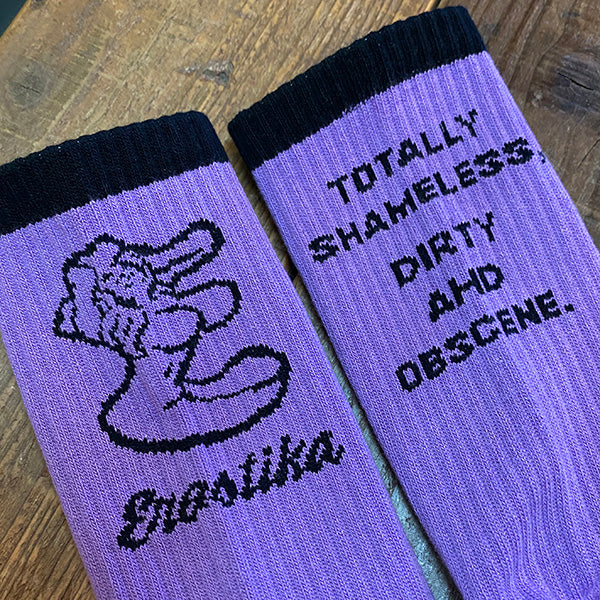 Erostika
TOTALLY
SHAMELESS,
DIRTY
AND
OBSCENE.